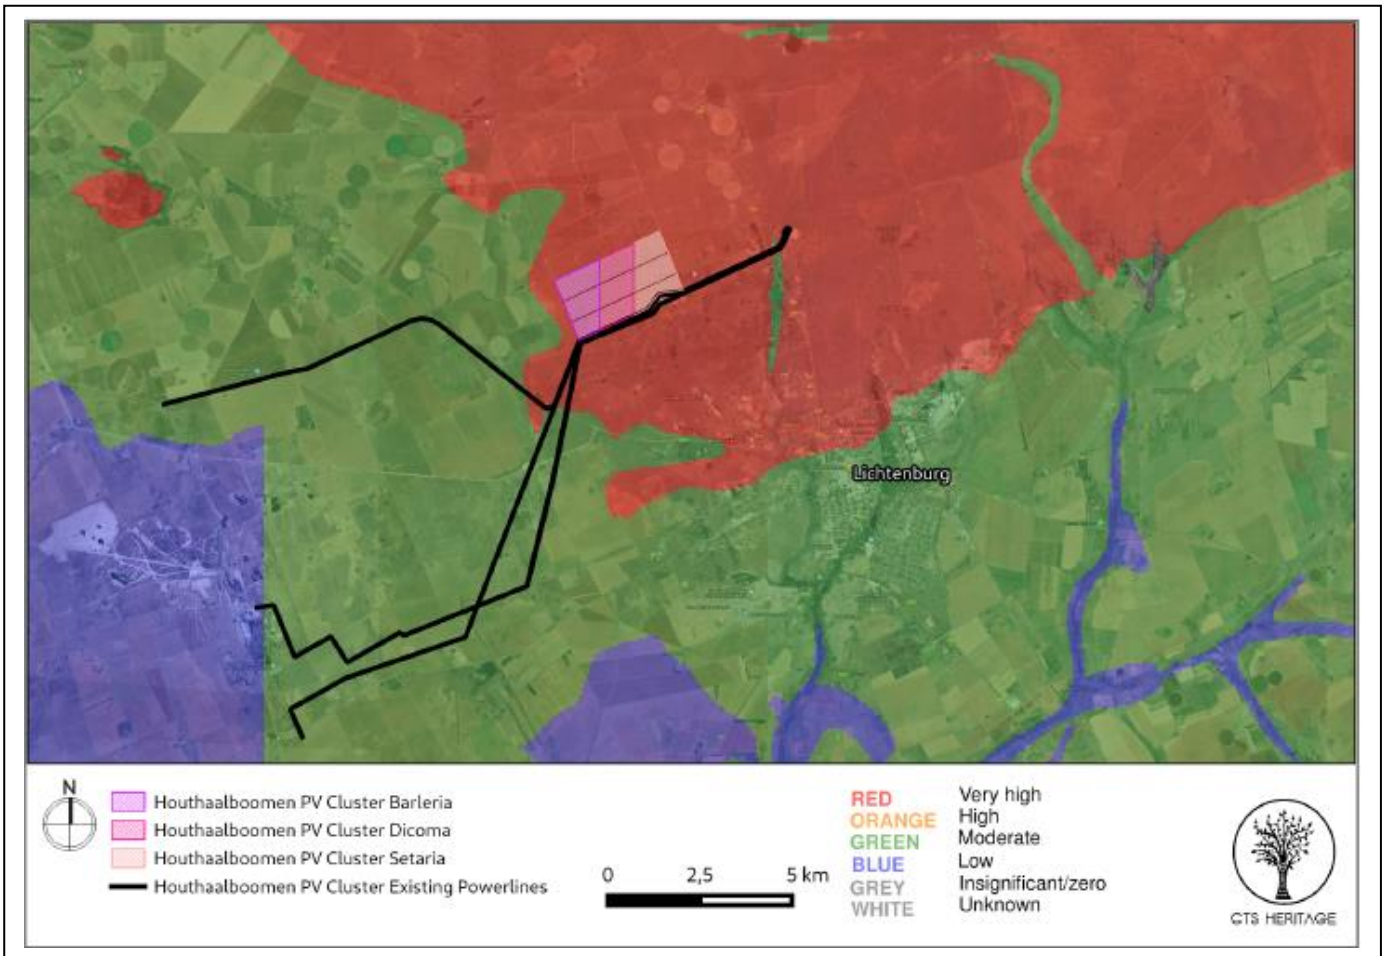 Lichtenburg
N
Houthaalboomen PV Cluster Barleria
Houthaalboomen PV Cluster Dicoma
Houthaalboomen PV Cluster Setaria
Houthaalboomen PV Cluster Existing Powerlines
0 2,5 5 km
RED Very high
ORANGE High
GREEN Moderate
BLUE Low
GREY Insignificant/zero
WHITE Unknown
CTS HERITAGE